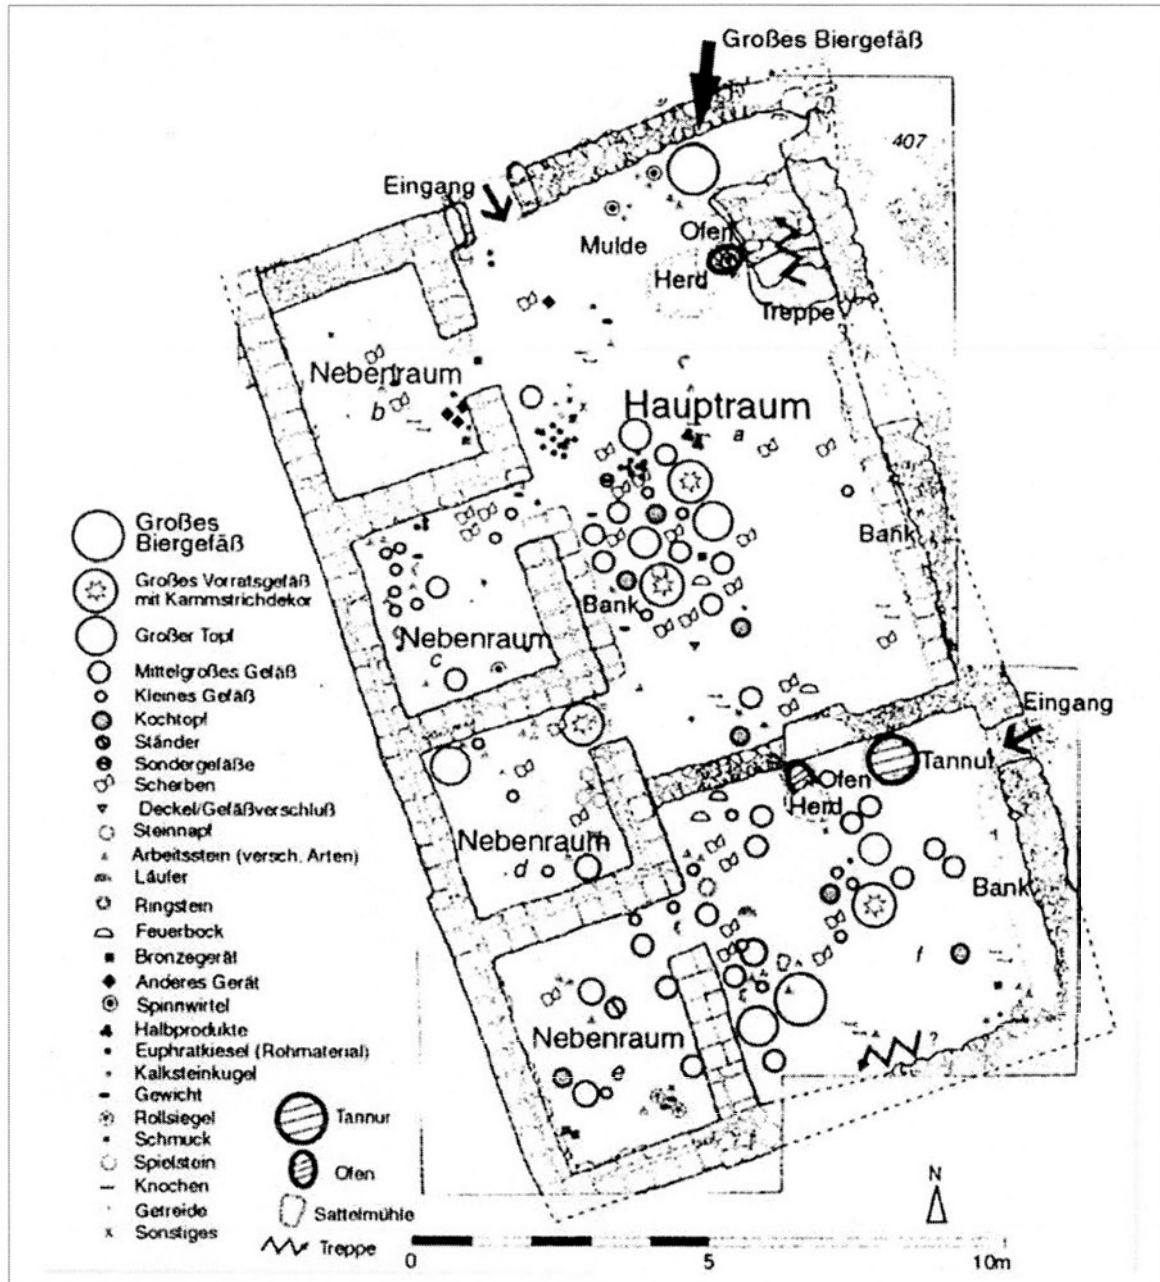 Großes Biergefäß
407
Eingang
Mulde
Ofen
Herd
Treppe
Nebenraum
b
Hauptraum
a
Bank
Bank
Nebenraum
c
Eingang
Tannur
Ofen
Herd
Nebenraum
d
Bank
f
Nebenraum
e
?
Großes
Biergefäß
Großes Vorratsgefäß
mit Kammstrichdekor
Großer Topf
Mittelgroßes Gefäß
Kleines Gefäß
Kochtopf
Ständer
Sondergefäße
Scherben
Deckel/Gefäßverschluß
Steinnapf
Arbeitsstein (versch. Arten)
Läufer
Ringstein
Feuerbock
Bronzegerät
Anderes Gerät
Spinnwirtel
Halbprodukte
Euphratkiesel (Rohmaterial)
Kalksteinkugel
Gewicht
Rollsiegel
Schmuck
Spielstein
Knochen
Getreide
x Sonstiges
Tannur
Ofen
Sattelmühle
Treppe
N
0 5 10m